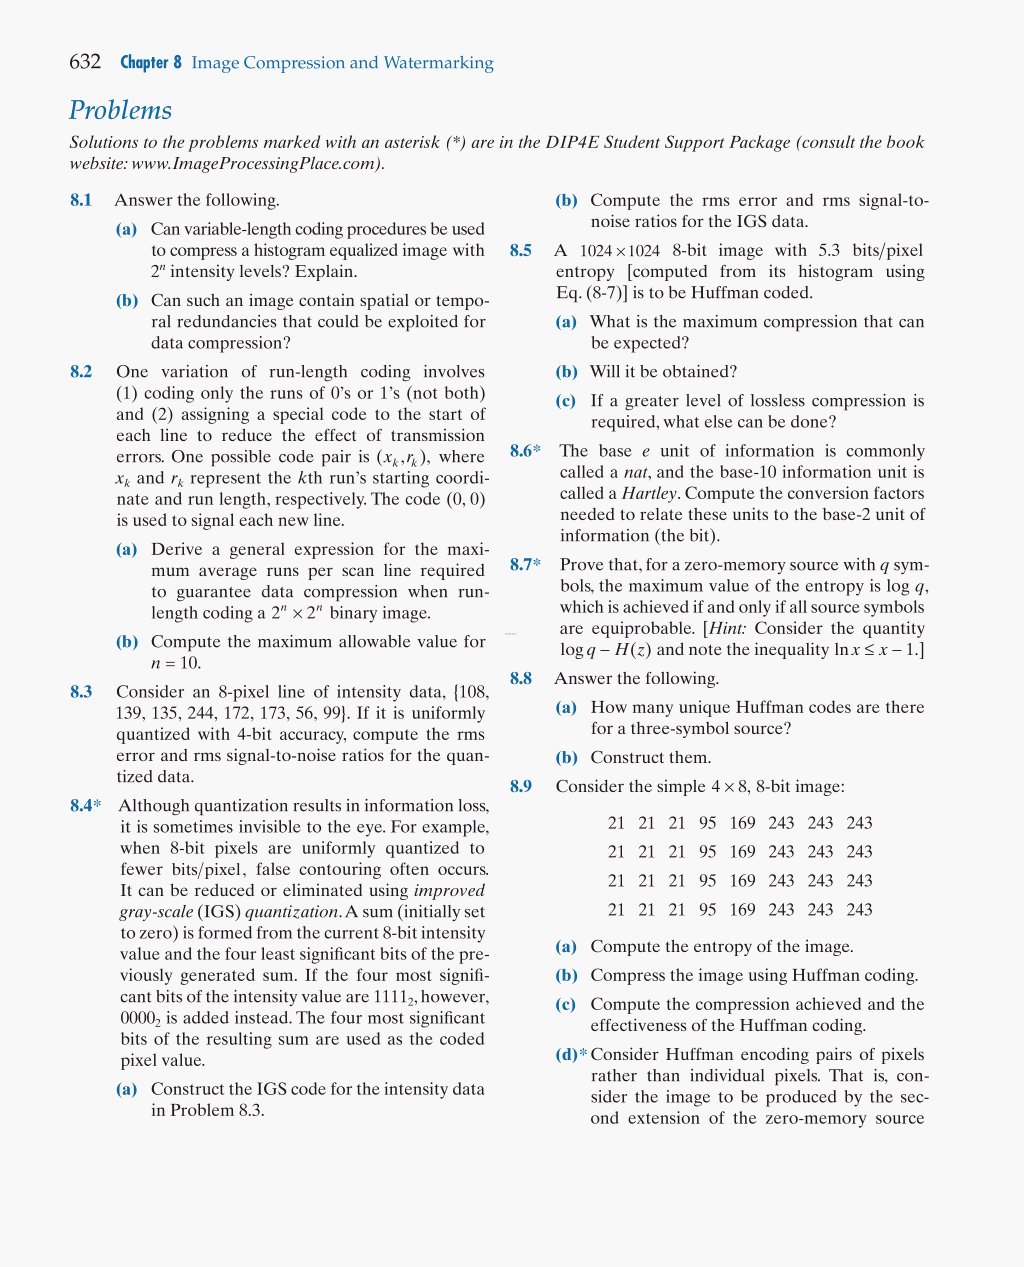 632 Chapter 8 Image Compression and Watermarking
Problems
Solutions to the problems marked with an asterisk (*) are in the DIP4E Student Support Package (consult the book
website: www.ImageProcessingPlace.com).
8.1 Answer the following.
(a) Can variable-length coding procedures be used
to compress a histogram equalized image with
2ⁿ intensity levels? Explain.
(b) Can such an image contain spatial or tempo-
ral redundancies that could be exploited for
data compression?
8.2 One variation of run-length coding involves
(1) coding only the runs of 0's or 1's (not both)
and (2) assigning a special code to the start of
each line to reduce the effect of transmission
errors. One possible code pair is (xₖ, rₖ), where
xₖ and rₖ represent the kth run's starting coordi-
nate and run length, respectively. The code (0, 0)
is used to signal each new line.
(a) Derive a general expression for the maxi-
mum average runs per scan line required
to guarantee data compression when run-
length coding a 2ⁿ × 2ⁿ binary image.
(b) Compute the maximum allowable value for
n = 10.
8.3 Consider an 8-pixel line of intensity data, {108,
139, 135, 244, 172, 173, 56, 99}. If it is uniformly
quantized with 4-bit accuracy, compute the rms
error and rms signal-to-noise ratios for the quan-
tized data.
8.4* Although quantization results in information loss,
it is sometimes invisible to the eye. For example,
when 8-bit pixels are uniformly quantized to
fewer bits/pixel, false contouring often occurs.
It can be reduced or eliminated using improved
gray-scale (IGS) quantization. A sum (initially set
to zero) is formed from the current 8-bit intensity
value and the four least significant bits of the pre-
viously generated sum. If the four most signifi-
cant bits of the intensity value are 1111₂, however,
0000₂ is added instead. The four most significant
bits of the resulting sum are used as the coded
pixel value.
(a) Construct the IGS code for the intensity data
in Problem 8.3.
(b) Compute the rms error and rms signal-to-
noise ratios for the IGS data.
8.5 A 1024 × 1024 8-bit image with 5.3 bits/pixel
entropy [computed from its histogram using
Eq. (8-7)] is to be Huffman coded.
(a) What is the maximum compression that can
be expected?
(b) Will it be obtained?
(c) If a greater level of lossless compression is
required, what else can be done?
8.6* The base e unit of information is commonly
called a nat, and the base-10 information unit is
called a Hartley. Compute the conversion factors
needed to relate these units to the base-2 unit of
information (the bit).
8.7* Prove that, for a zero-memory source with q sym-
bols, the maximum value of the entropy is log q,
which is achieved if and only if all source symbols
are equiprobable. [Hint: Consider the quantity
log q − H(z) and note the inequality ln x ≤ x − 1.]
8.8 Answer the following.
(a) How many unique Huffman codes are there
for a three-symbol source?
(b) Construct them.
8.9 Consider the simple 4 × 8, 8-bit image:
21 21 21 95 169 243 243 243
21 21 21 95 169 243 243 243
21 21 21 95 169 243 243 243
21 21 21 95 169 243 243 243
(a) Compute the entropy of the image.
(b) Compress the image using Huffman coding.
(c) Compute the compression achieved and the
effectiveness of the Huffman coding.
(d)* Consider Huffman encoding pairs of pixels
rather than individual pixels. That is, con-
sider the image to be produced by the sec-
ond extension of the zero-memory source